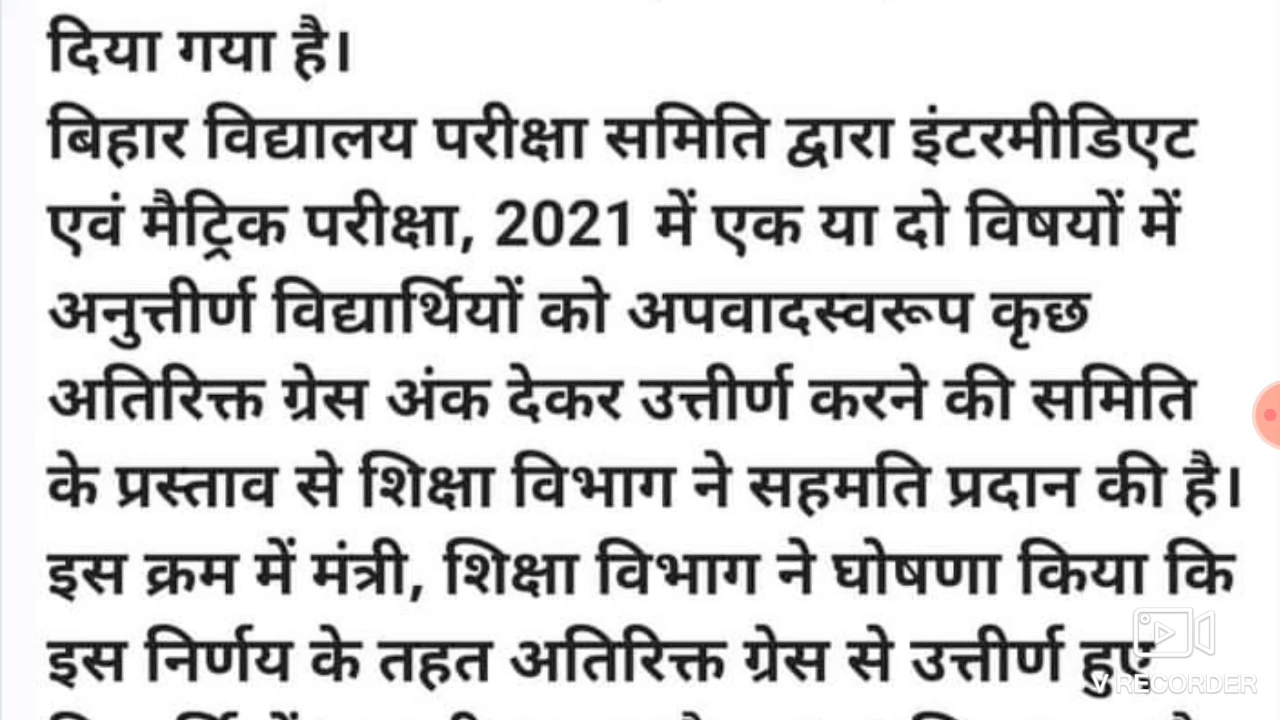 दिया गया है।
बिहार विद्यालय परीक्षा समिति द्वारा इंटरमीडिएट
एवं मैट्रिक परीक्षा, 2021 में एक या दो विषयों में
अनुत्तीर्ण विद्यार्थियों को अपवादस्वरूप कुछ
अतिरिक्त ग्रेस अंक देकर उत्तीर्ण करने की समिति
के प्रस्ताव से शिक्षा विभाग ने सहमति प्रदान की है।
इस क्रम में मंत्री, शिक्षा विभाग ने घोषणा किया कि
इस निर्णय के तहत अतिरिक्त ग्रेस से उत्तीर्ण हुए
V RECORDER